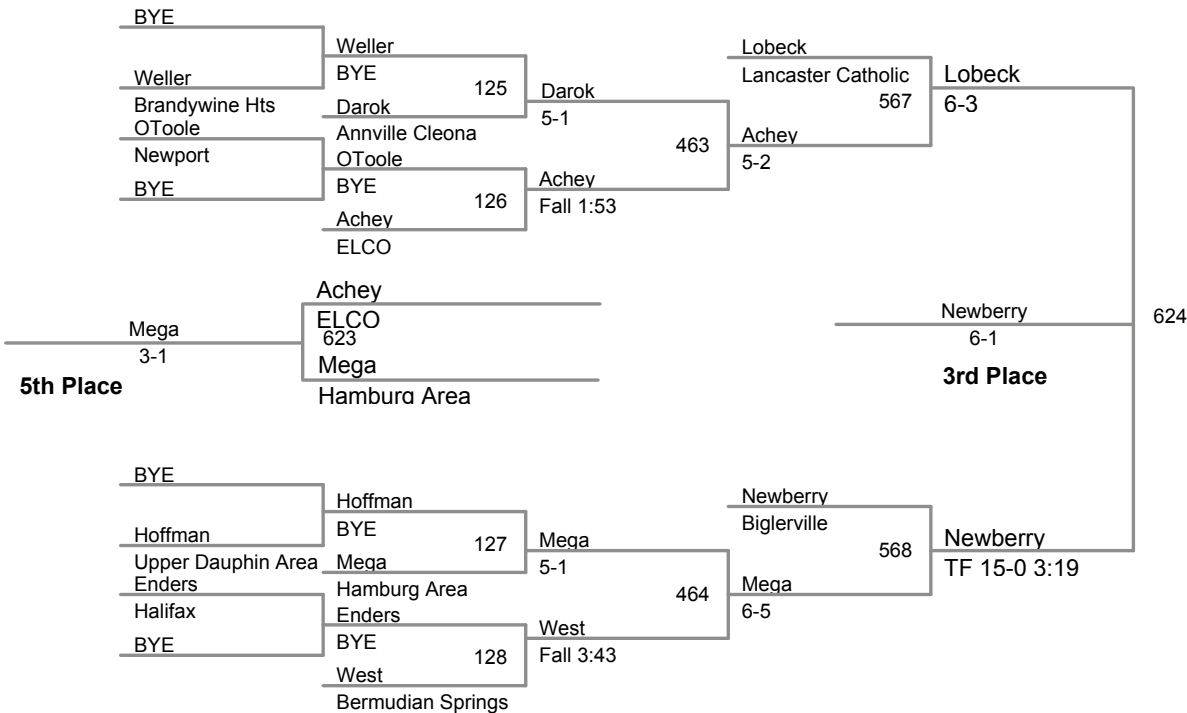 BYE
Weller
Brandywine Hts
OToole
Newport
BYE
Weller
BYE
125
Darok
Annville Cleona
OToole
BYE
126
Achey
ELCO
Darok
5-1
463
Achey
Fall 1:53
Lobeck
Lancaster Catholic
567
Achey
5-2
Lobeck
6-3
Mega
3-1
5th Place
Achey
ELCO
623
Mega
Hamburg Area
Newberry
6-1
3rd Place
624
BYE
Hoffman
Upper Dauphin Area
Enders
Halifax
BYE
Hoffman
BYE
127
Mega
Hamburg Area
Enders
BYE
128
West
Bermudian Springs
Mega
5-1
464
West
Fall 3:43
Newberry
Biglerville
568
Mega
6-5
Newberry
TF 15-0 3:19